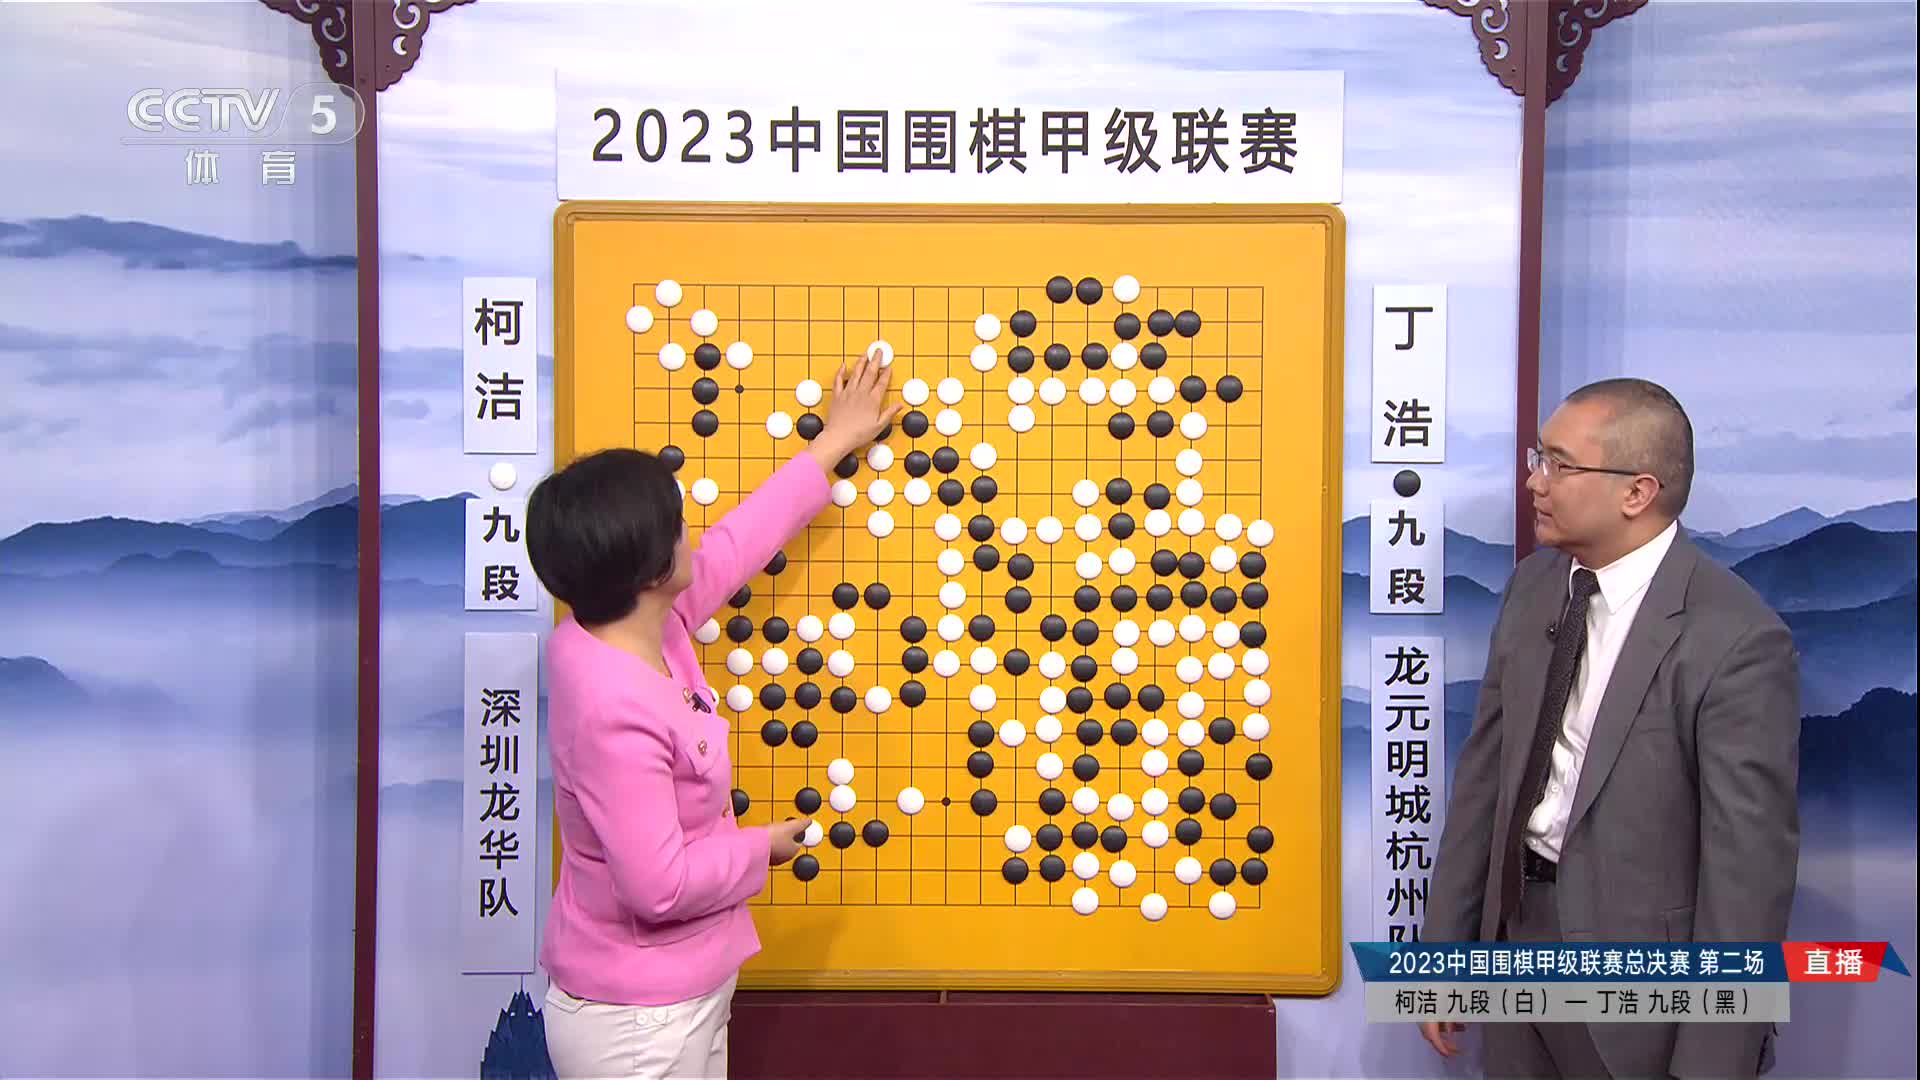 CCTV 5
体育
2023中国围棋甲级联赛
柯洁
九段
深圳龙华队
丁浩
九段
龙元明城杭州队
2023中国围棋甲级联赛总决赛 第二场
直播
柯洁 九段（白） — 丁浩 九段（黑）